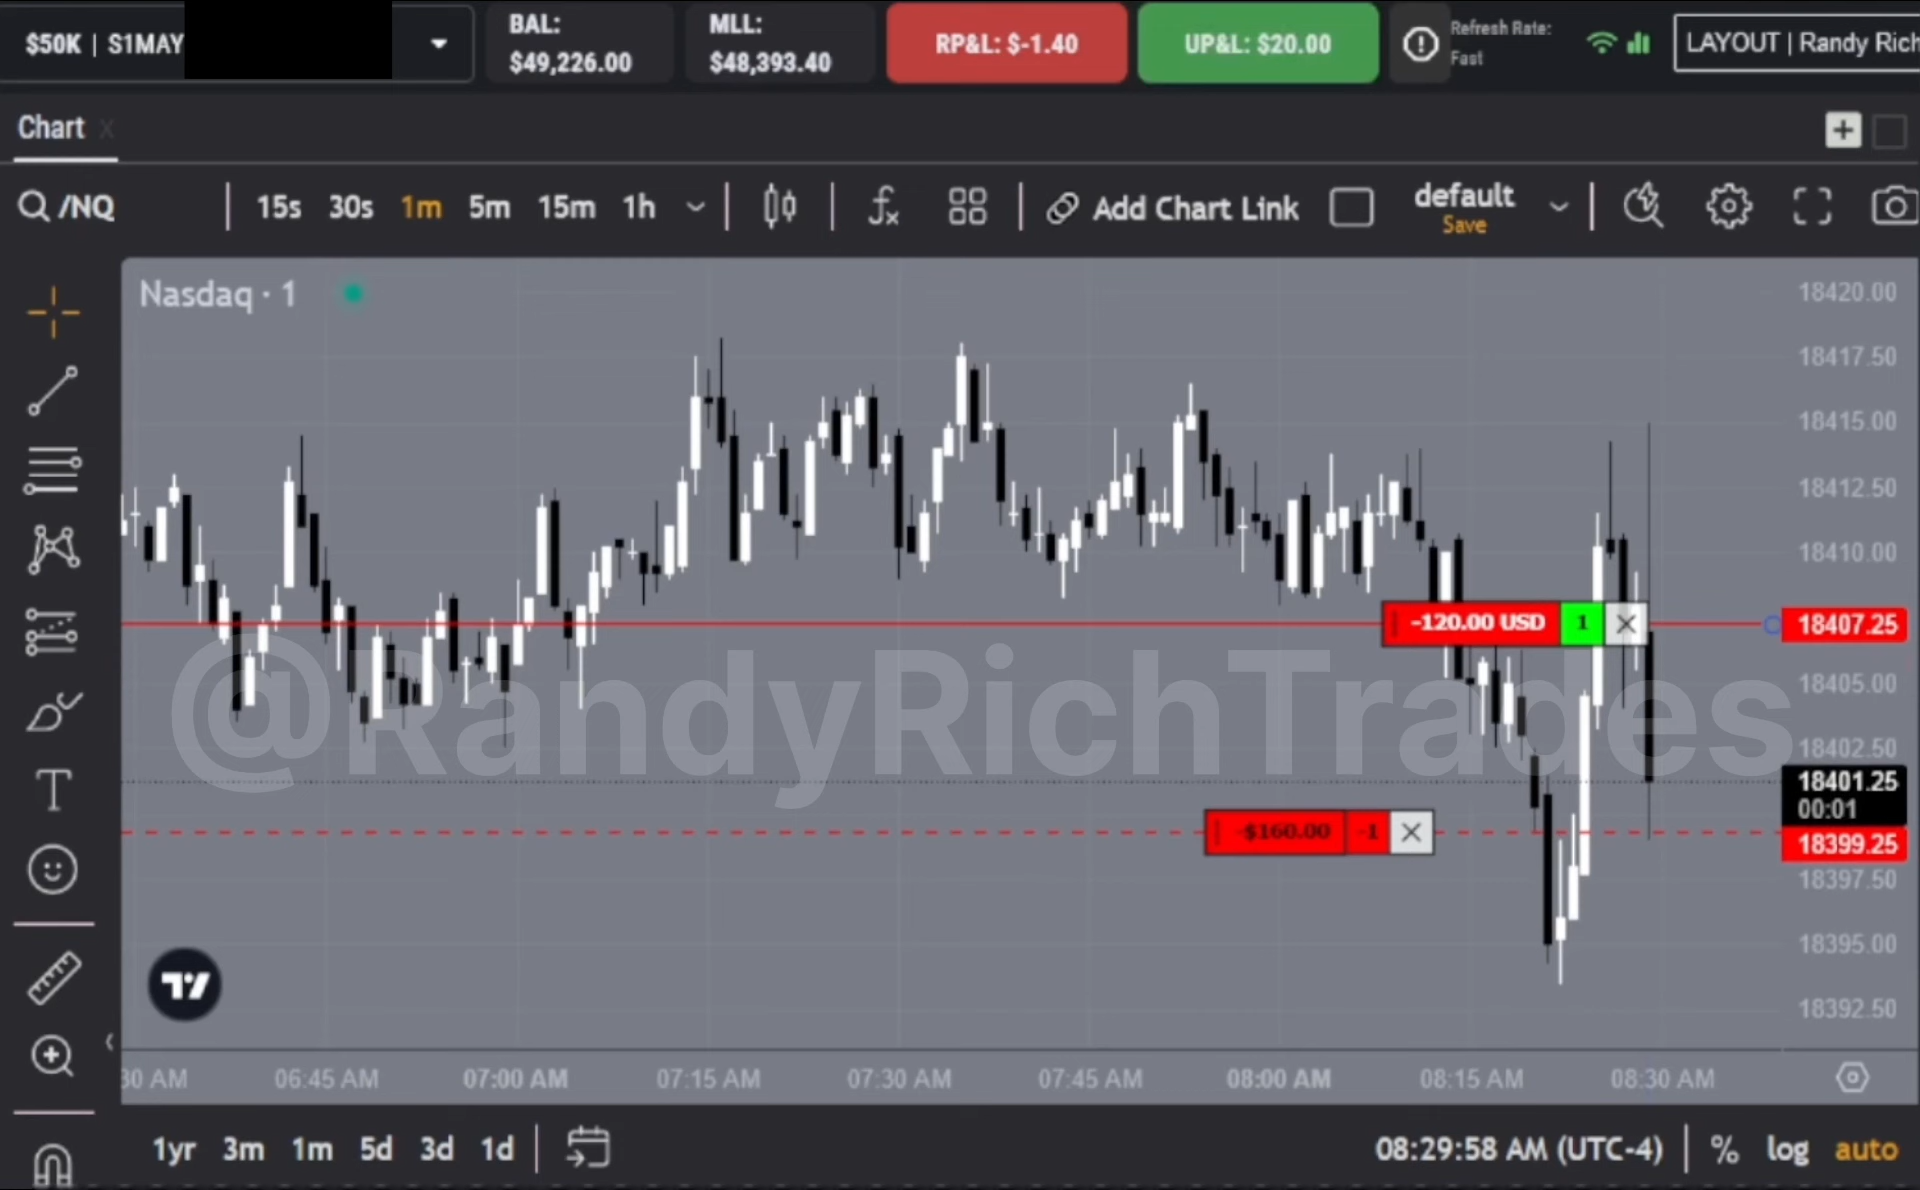 $50K | S1MAY
BAL:
$49,226.00
MLL:
$48,393.40
RP&L: $-1.40
UP&L: $20.00
Refresh Rate:
Fast
LAYOUT | Randy Rich
Chart X
/NQ
15s 30s 1m 5m 15m 1h
Add Chart Link
default
Save
Nasdaq · 1
18420.00
18417.50
18415.00
18412.50
18410.00
-120.00 USD 1
18407.25
18405.00
@RandyRichTrades
18402.50
18401.25
00:01
-$160.00 -1
18399.25
18397.50
18395.00
18392.50
30 AM 06:45 AM 07:00 AM 07:15 AM 07:30 AM 07:45 AM 08:00 AM 08:15 AM 08:30 AM
1yr 3m 1m 5d 3d 1d
08:29:58 AM (UTC-4) % log auto